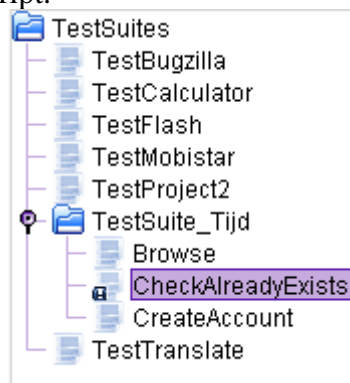 TestSuites
TestBugzilla
TestCalculator
TestFlash
TestMobistar
TestProject2
TestSuite_Tijd
Browse
CheckAlreadyExists
CreateAccount
TestTranslate